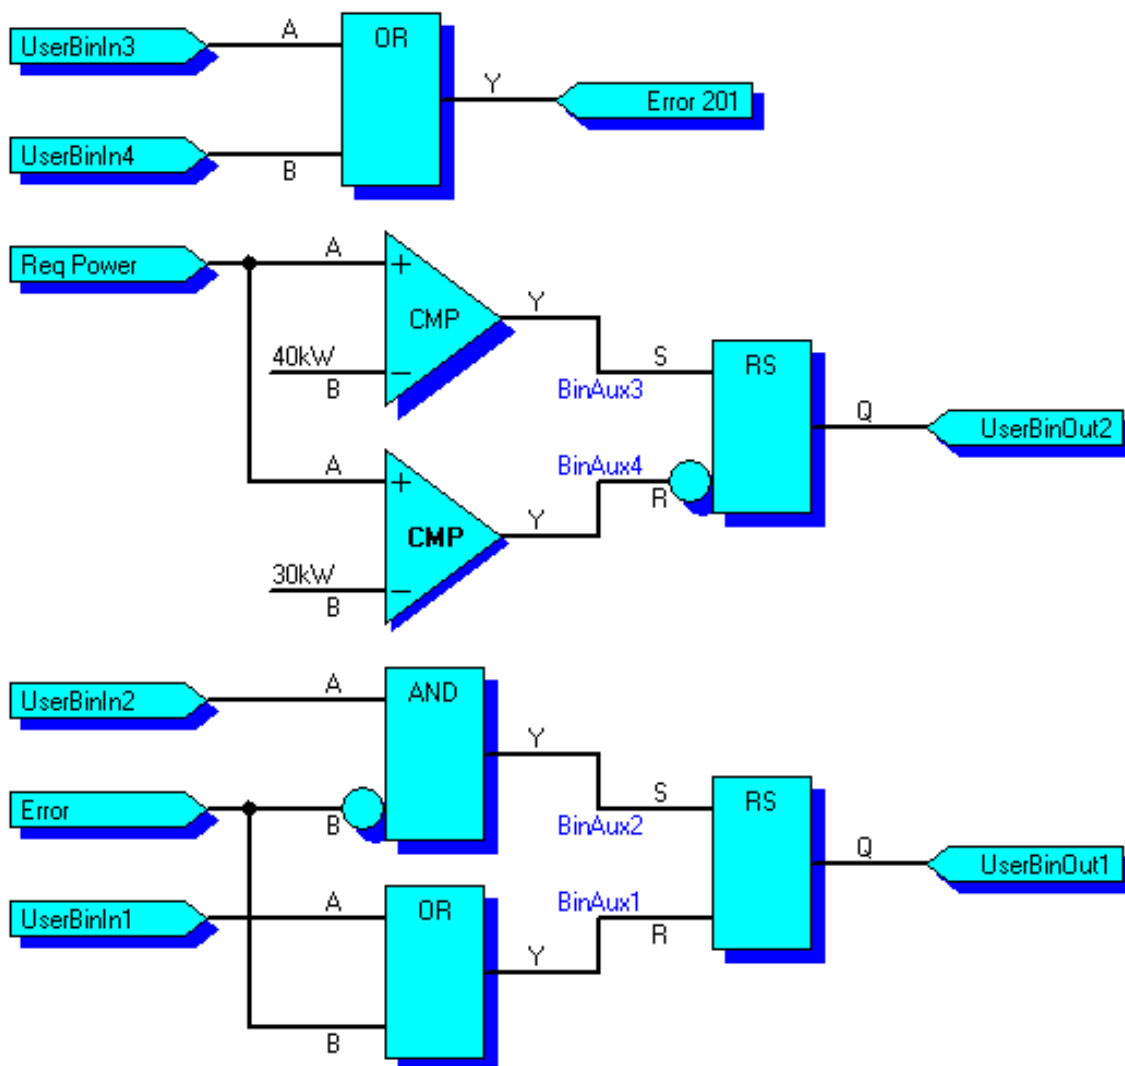 UserBinIn3
A
OR
Y
Error 201
UserBinIn4
B
Req Power
A
+
CMP
Y
40kW
B
−
S
RS
BinAux3
Q
UserBinOut2
BinAux4
A
+
R
CMP
Y
30kW
B
−
UserBinIn2
A
AND
Y
Error
B
S
RS
BinAux2
Q
UserBinOut1
UserBinIn1
A
OR
BinAux1
R
Y
B